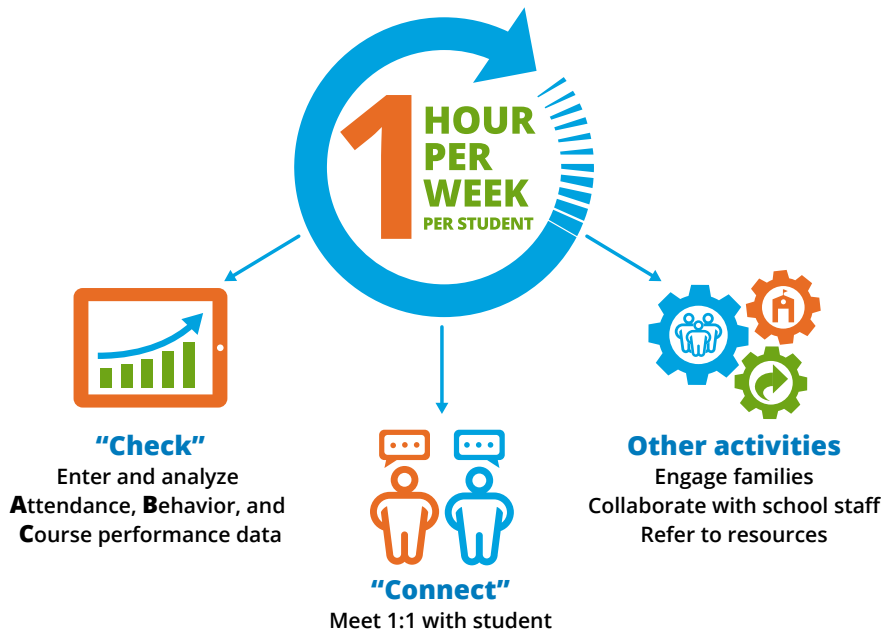 1 HOUR
PER
WEEK
PER STUDENT
“Check”
Enter and analyze
Attendance, Behavior, and
Course performance data
“Connect”
Meet 1:1 with student
Other activities
Engage families
Collaborate with school staff
Refer to resources